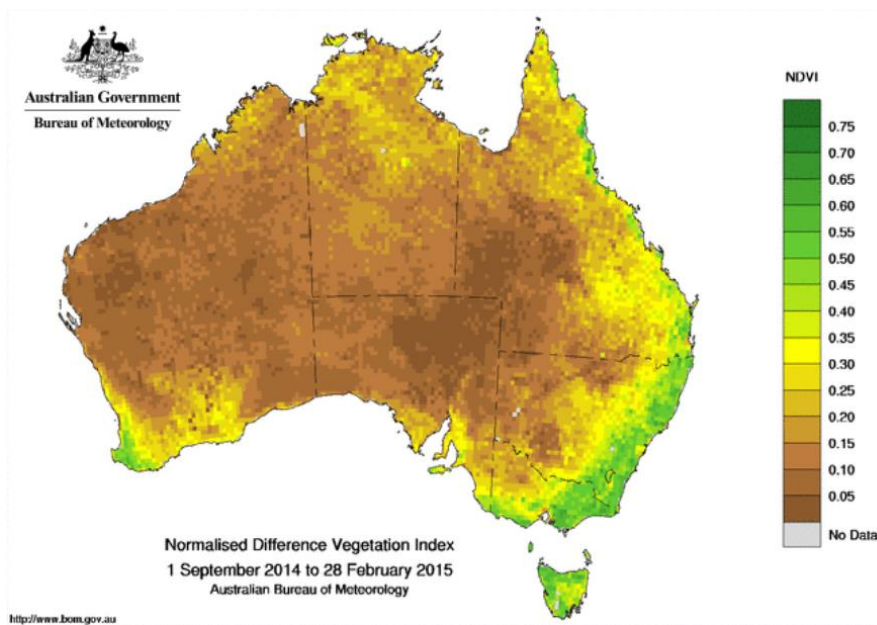 Australian Government
Bureau of Meteorology
NDVI
0.75
0.70
0.65
0.60
0.55
0.50
0.45
0.40
0.35
0.30
0.25
0.20
0.15
0.10
0.05
No Data
Normalised Difference Vegetation Index
1 September 2014 to 28 February 2015
Australian Bureau of Meteorology
http://www.bom.gov.au